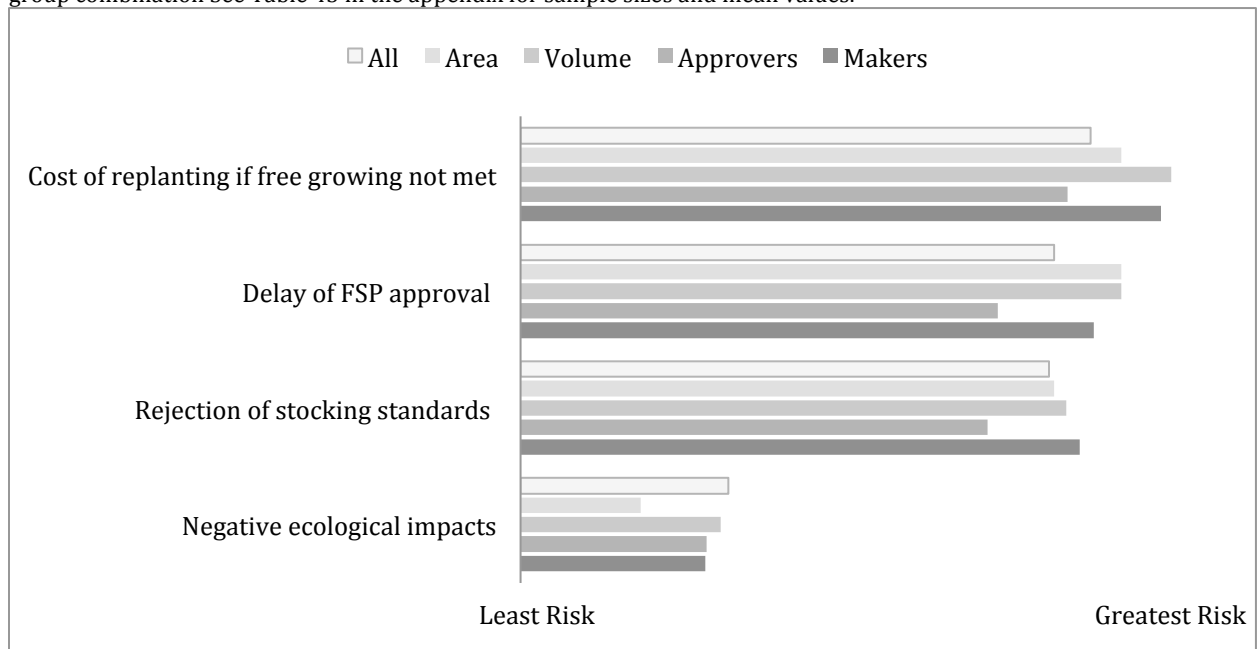 group combination see Table 48 in the appendix for sample sizes and mean values.
All Area Volume Approvers Makers
Cost of replanting if free growing not met
Delay of FSP approval
Rejection of stocking standards
Negative ecological impacts
Least Risk Greatest Risk